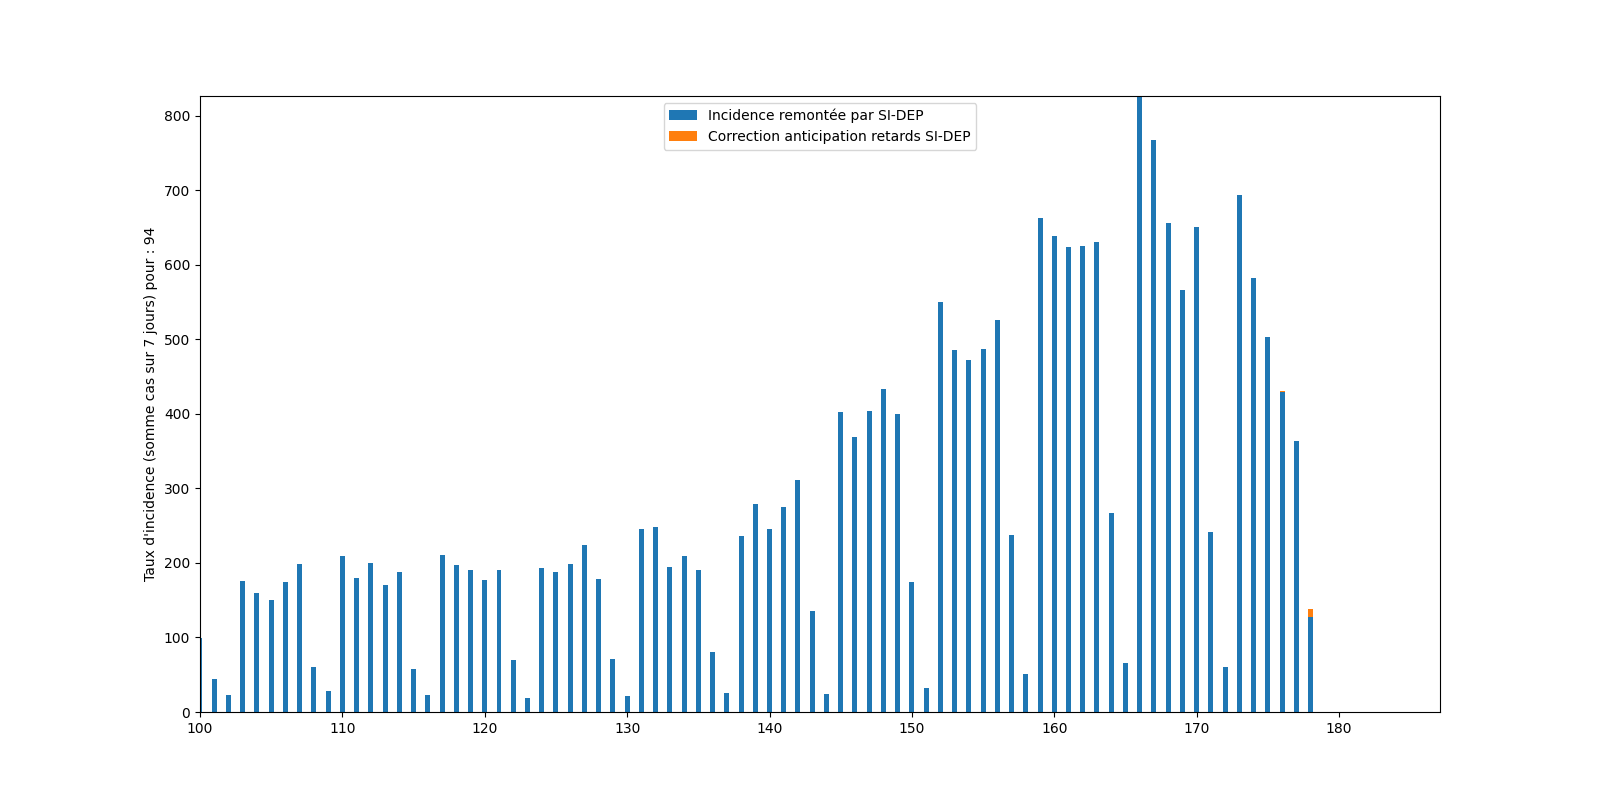 Incidence remontée par SI-DEP
Correction anticipation retards SI-DEP
Taux d'incidence (somme cas sur 7 jours) pour : 94
800
700
600
500
400
300
200
100
0
100 110 120 130 140 150 160 170 180